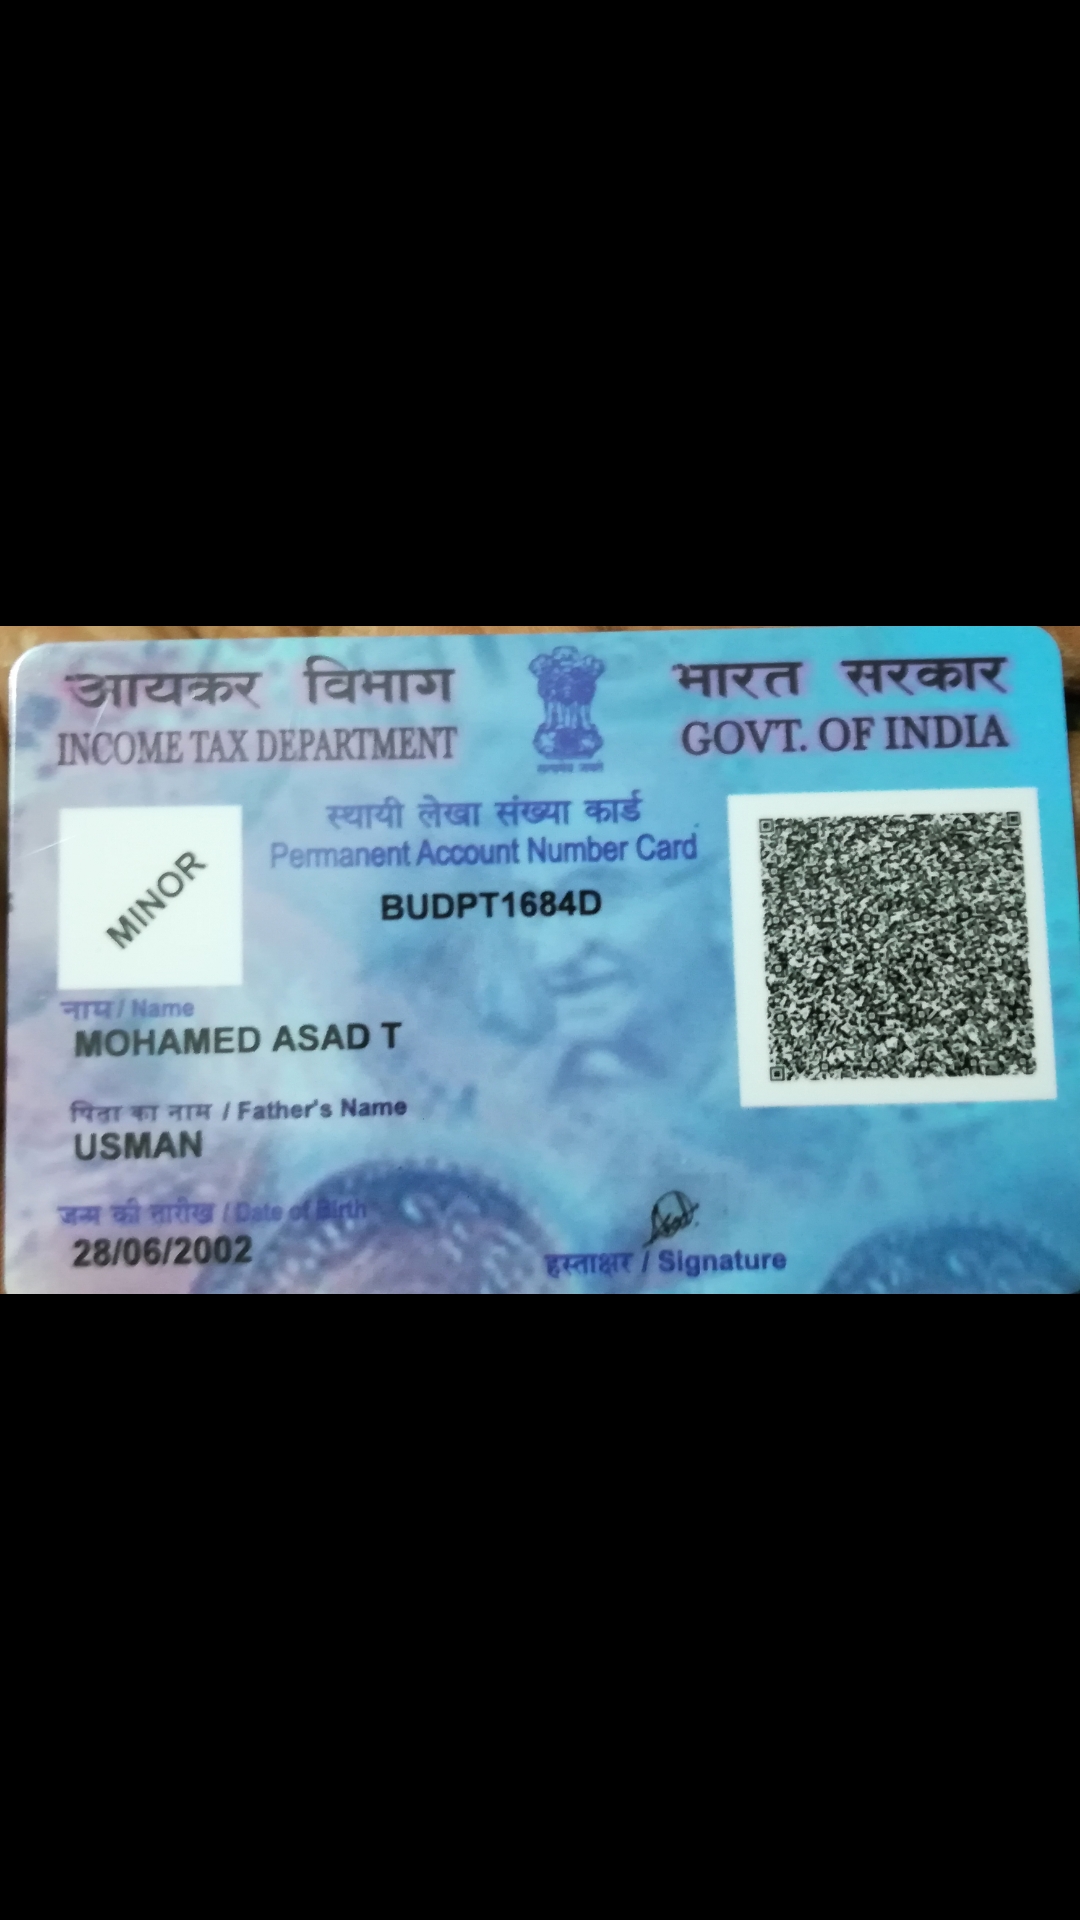 आयकर विभाग
INCOME TAX DEPARTMENT
भारत सरकार
GOVT. OF INDIA
सत्यमेव जयते
स्थायी लेखा संख्या कार्ड
Permanent Account Number Card
BUDPT1684D
MINOR
नाम / Name
MOHAMED ASAD T
पिता का नाम / Father's Name
USMAN
जन्म की तारीख / Date of Birth
28/06/2002
Asad.
हस्ताक्षर / Signature